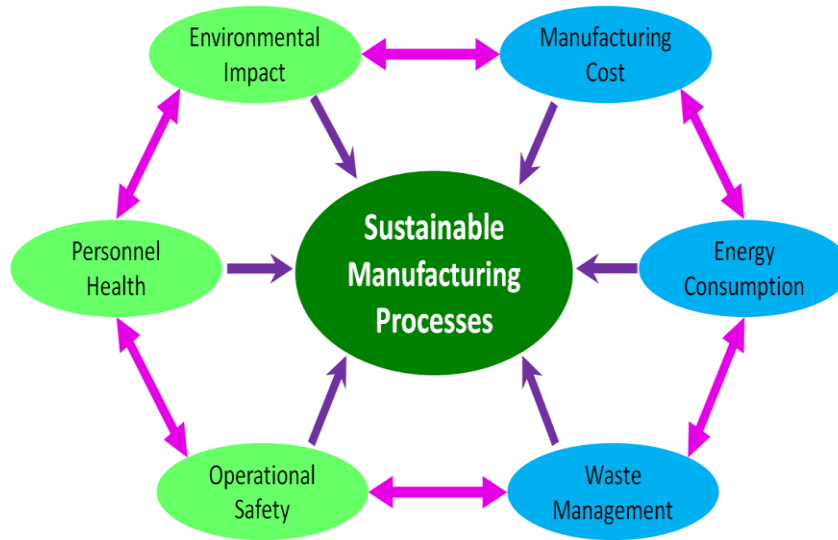 Environmental
Impact
Manufacturing
Cost
Sustainable
Manufacturing
Processes
Personnel
Health
Energy
Consumption
Operational
Safety
Waste
Management